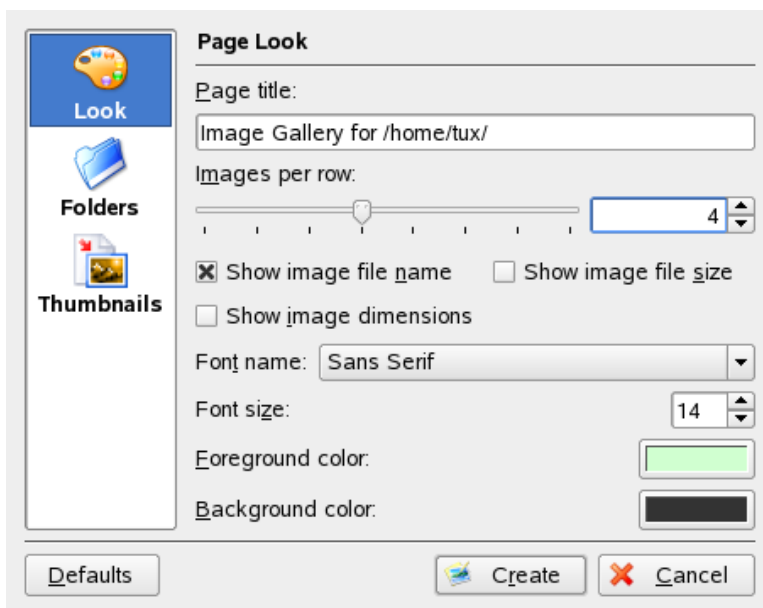 Look
Folders
Thumbnails
Page Look
Page title:
Image Gallery for /home/tux/
Images per row:
4
Show image file name
Show image file size
Show image dimensions
Font name: Sans Serif
Font size: 14
Foreground color:
Background color:
Defaults
Create
Cancel